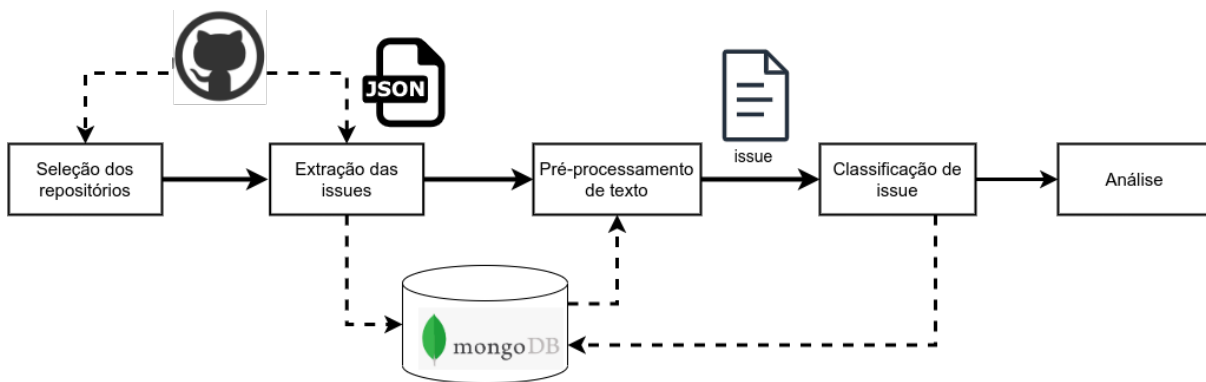 JSON
Seleção dos
repositórios
Extração das
issues
Pré-processamento
de texto
issue
Classificação de
issue
Análise
mongoDB